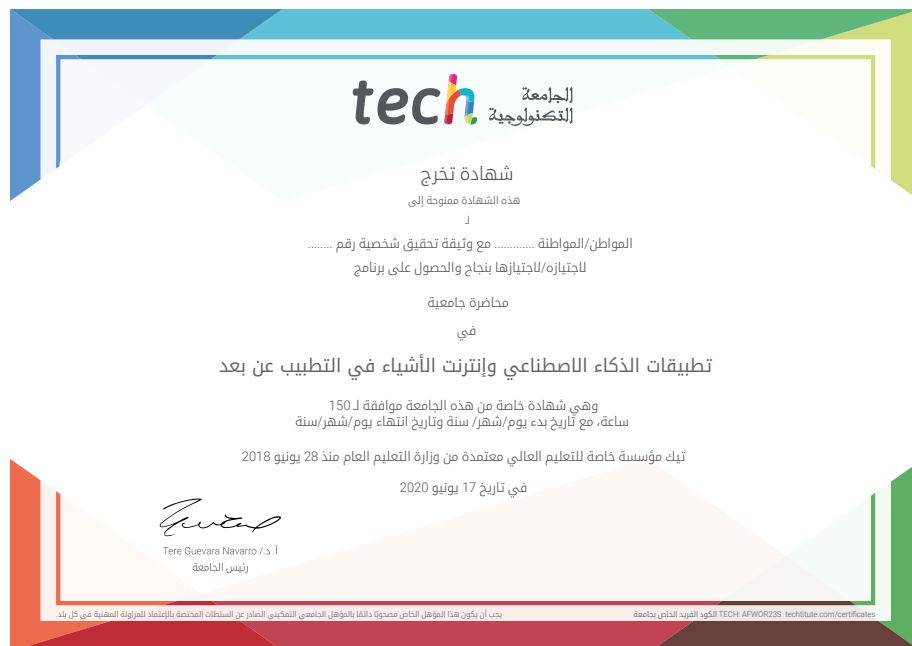 tech الجامعة
التكنولوجية
شهادة تخرج
هذه الشهادة ممنوحة إلى
لـ
المواطن/المواطنة ............ مع وثيقة تحقيق شخصية رقم ........
لاجتيازه/لاجتيازها بنجاح والحصول على برنامج
محاضرة جامعية
في
تطبيقات الذكاء الاصطناعي وإنترنت الأشياء في التطبيب عن بعد
وهي شهادة خاصة من هذه الجامعة موافقة لـ 150
ساعة، مع تاريخ بدء يوم/شهر/ سنة وتاريخ انتهاء يوم/شهر/سنة
تيك مؤسسة خاصة للتعليم العالي معتمدة من وزارة التعليم العام منذ 28 يونيو 2018
في تاريخ 17 يونيو 2020
أ. د./ Tere Guevara Navarro
رئيس الجامعة
الكود الفريد الخاص بجامعة TECH: AFWOR23S techtitute.com/certificates
يجب أن يكون هذا المؤهل الخاص مصحوبًا دائمًا بالمؤهل الجامعي التمكيني الصادر عن السلطات المختصة بالإعتماد للمزاولة المهنية في كل بلد.